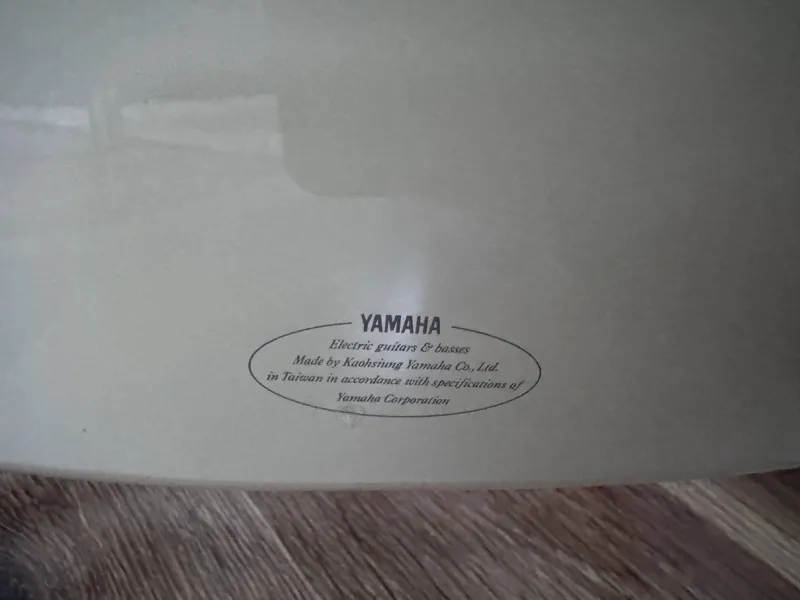 YAMAHA
Electric guitars & basses
Made by Kaohsiung Yamaha Co., Ltd.
in Taiwan in accordance with specifications of
Yamaha Corporation